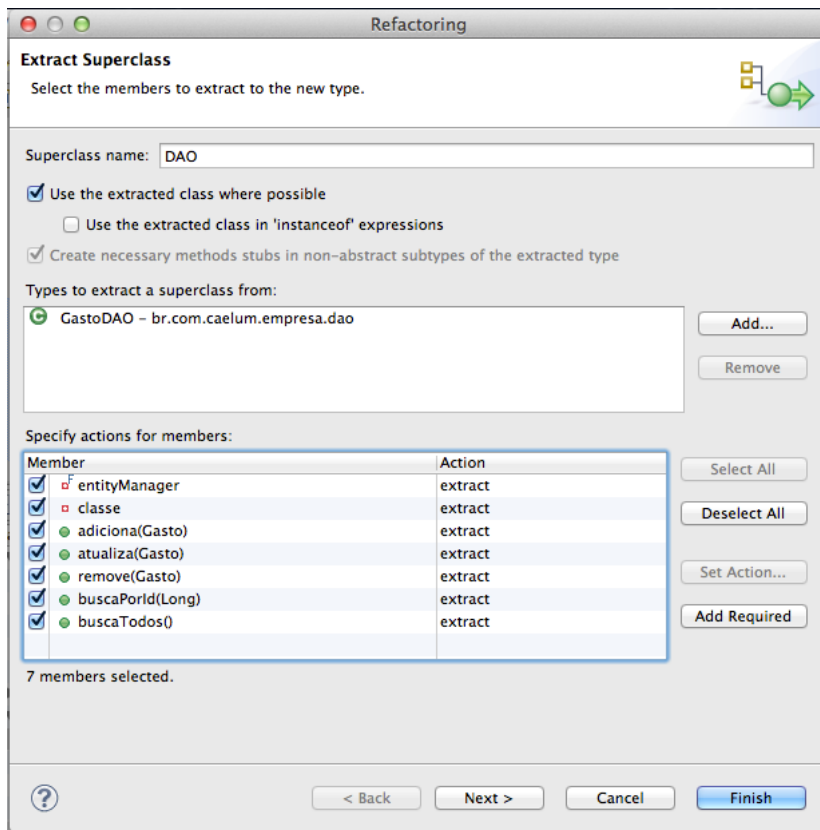 Refactoring
Extract Superclass
Select the members to extract to the new type.
Superclass name: DAO
Use the extracted class where possible
Use the extracted class in 'instanceof' expressions
Create necessary methods stubs in non-abstract subtypes of the extracted type
Types to extract a superclass from:
C GastoDAO – br.com.caelum.empresa.dao
Add...
Remove
Specify actions for members:
Member Action
F entityManager extract
classe extract
adiciona(Gasto) extract
atualiza(Gasto) extract
remove(Gasto) extract
buscaPorId(Long) extract
buscaTodos() extract
Select All
Deselect All
Set Action...
Add Required
7 members selected.
? < Back Next > Cancel Finish